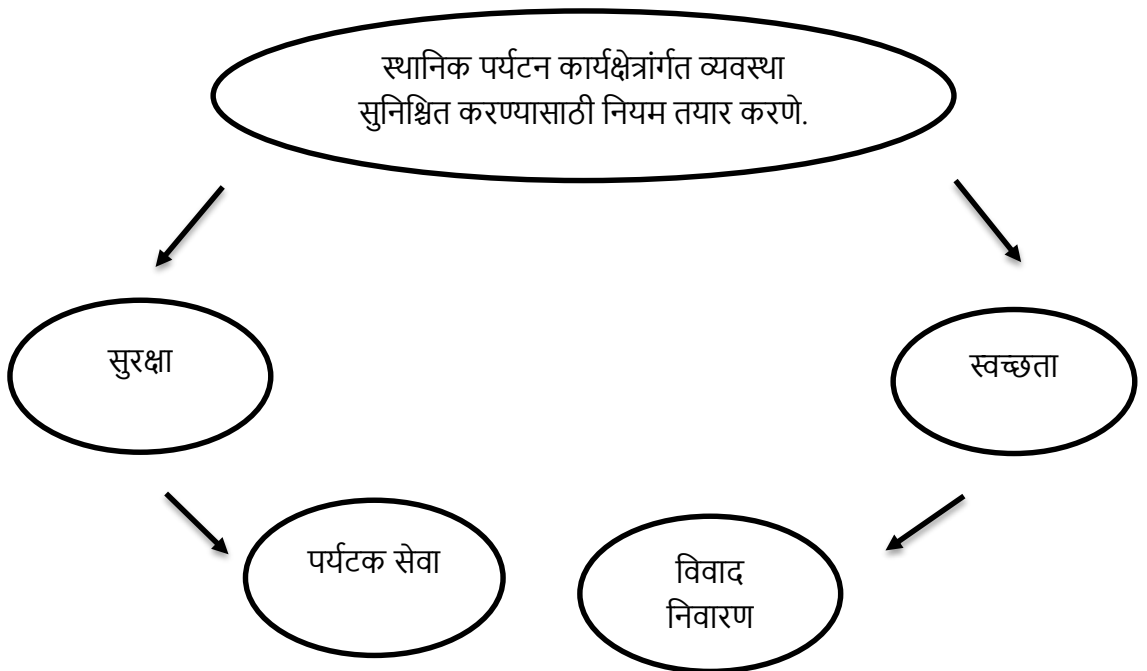 स्थानिक पर्यटन कार्यक्षेत्रांर्गत व्यवस्था
सुनिश्चित करण्यासाठी नियम तयार करणे.
सुरक्षा
स्वच्छता
पर्यटक सेवा
विवाद
निवारण